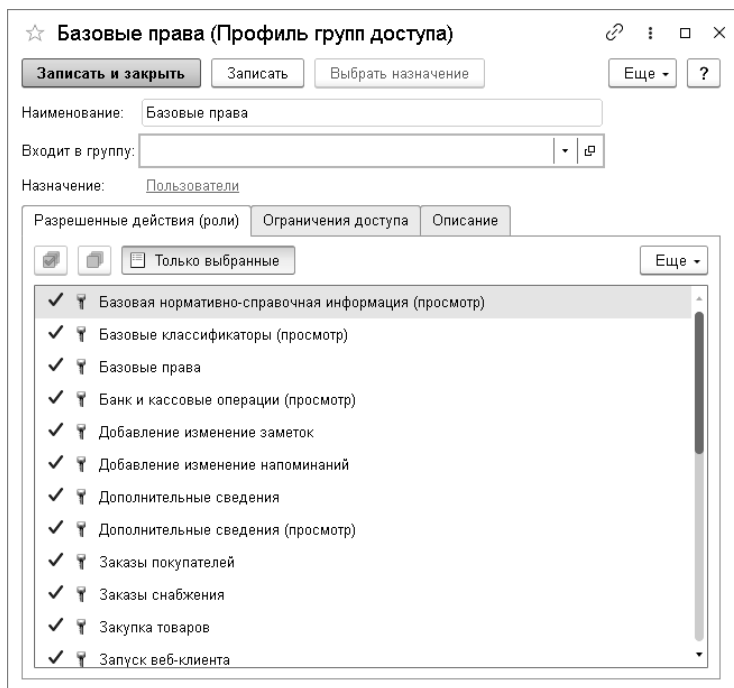 Базовые права (Профиль групп доступа)
Записать и закрыть Записать Выбрать назначение Еще ?
Наименование: Базовые права
Входит в группу:
Назначение: Пользователи
Разрешенные действия (роли) Ограничения доступа Описание
Только выбранные Еще
Базовая нормативно-справочная информация (просмотр)
Базовые классификаторы (просмотр)
Базовые права
Банк и кассовые операции (просмотр)
Добавление изменение заметок
Добавление изменение напоминаний
Дополнительные сведения
Дополнительные сведения (просмотр)
Заказы покупателей
Заказы снабжения
Закупка товаров
Запуск веб-клиента